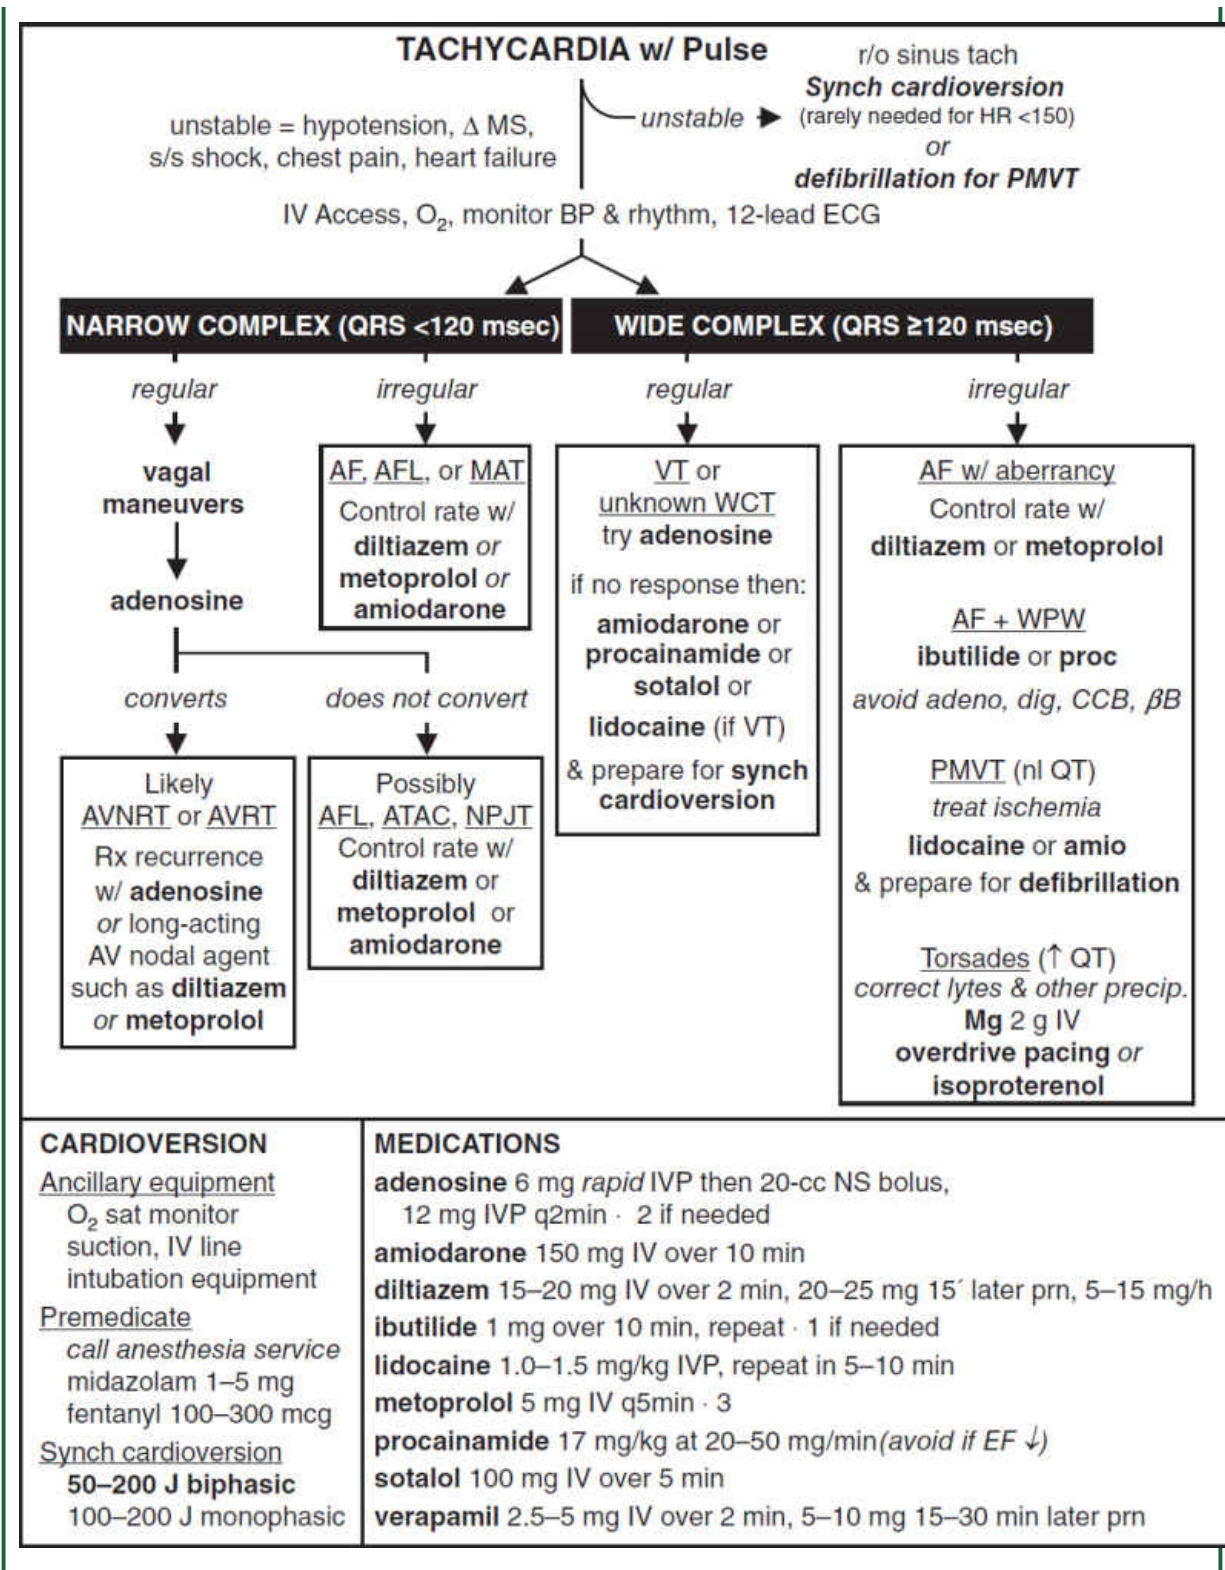 TACHYCARDIA w/ Pulse
r/o sinus tach
Synch cardioversion
(rarely needed for HR <150)
or
defibrillation for PMVT
unstable
unstable = hypotension, Δ MS,
s/s shock, chest pain, heart failure
IV Access, O₂, monitor BP & rhythm, 12-lead ECG
NARROW COMPLEX (QRS <120 msec)
regular
vagal
maneuvers
adenosine
converts
Likely
AVNRT or AVRT
Rx recurrence
w/ adenosine
or long-acting
AV nodal agent
such as diltiazem
or metoprolol
does not convert
Possibly
AFL, ATAC, NPJT
Control rate w/
diltiazem or
metoprolol or
amiodarone
irregular
AF, AFL, or MAT
Control rate w/
diltiazem or
metoprolol or
amiodarone
WIDE COMPLEX (QRS ≥120 msec)
regular
VT or
unknown WCT
try adenosine
if no response then:
amiodarone or
procainamide or
sotalol or
lidocaine (if VT)
& prepare for synch
cardioversion
irregular
AF w/ aberrancy
Control rate w/
diltiazem or metoprolol
AF + WPW
ibutilide or proc
avoid adeno, dig, CCB, βB
PMVT (nl QT)
treat ischemia
lidocaine or amio
& prepare for defibrillation
Torsades (↑ QT)
correct lytes & other precip.
Mg 2 g IV
overdrive pacing or
isoproterenol
CARDIOVERSION
Ancillary equipment
O₂ sat monitor
suction, IV line
intubation equipment
Premedicate
call anesthesia service
midazolam 1–5 mg
fentanyl 100–300 mcg
Synch cardioversion
50–200 J biphasic
100–200 J monophasic
MEDICATIONS
adenosine 6 mg rapid IVP then 20-cc NS bolus,
12 mg IVP q2min · 2 if needed
amiodarone 150 mg IV over 10 min
diltiazem 15–20 mg IV over 2 min, 20–25 mg 15´ later prn, 5–15 mg/h
ibutilide 1 mg over 10 min, repeat · 1 if needed
lidocaine 1.0–1.5 mg/kg IVP, repeat in 5–10 min
metoprolol 5 mg IV q5min · 3
procainamide 17 mg/kg at 20–50 mg/min(avoid if EF ↓)
sotalol 100 mg IV over 5 min
verapamil 2.5–5 mg IV over 2 min, 5–10 mg 15–30 min later prn